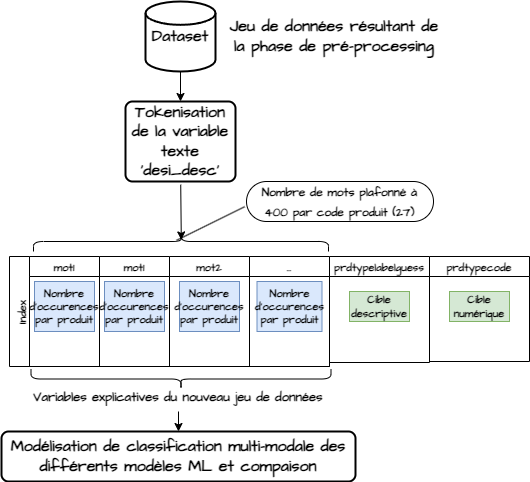 Dataset
Jeu de données résultant de
la phase de pré-processing
Tokenisation
de la variable
texte
'desi_desc'
Nombre de mots plafonné à
400 par code produit (27)
mot1
mot1
mot2
...
prdtypelabelguess
prdtypecode
Index
Nombre
d'occurences
par produit
Nombre
d'occurences
par produit
Nombre
d'occurences
par produit
Nombre
d'occurences
par produit
Cible
descriptive
Cible
numérique
Variables explicatives du nouveau jeu de données
Modélisation de classification multi-modale des
différents modèles ML et compaison